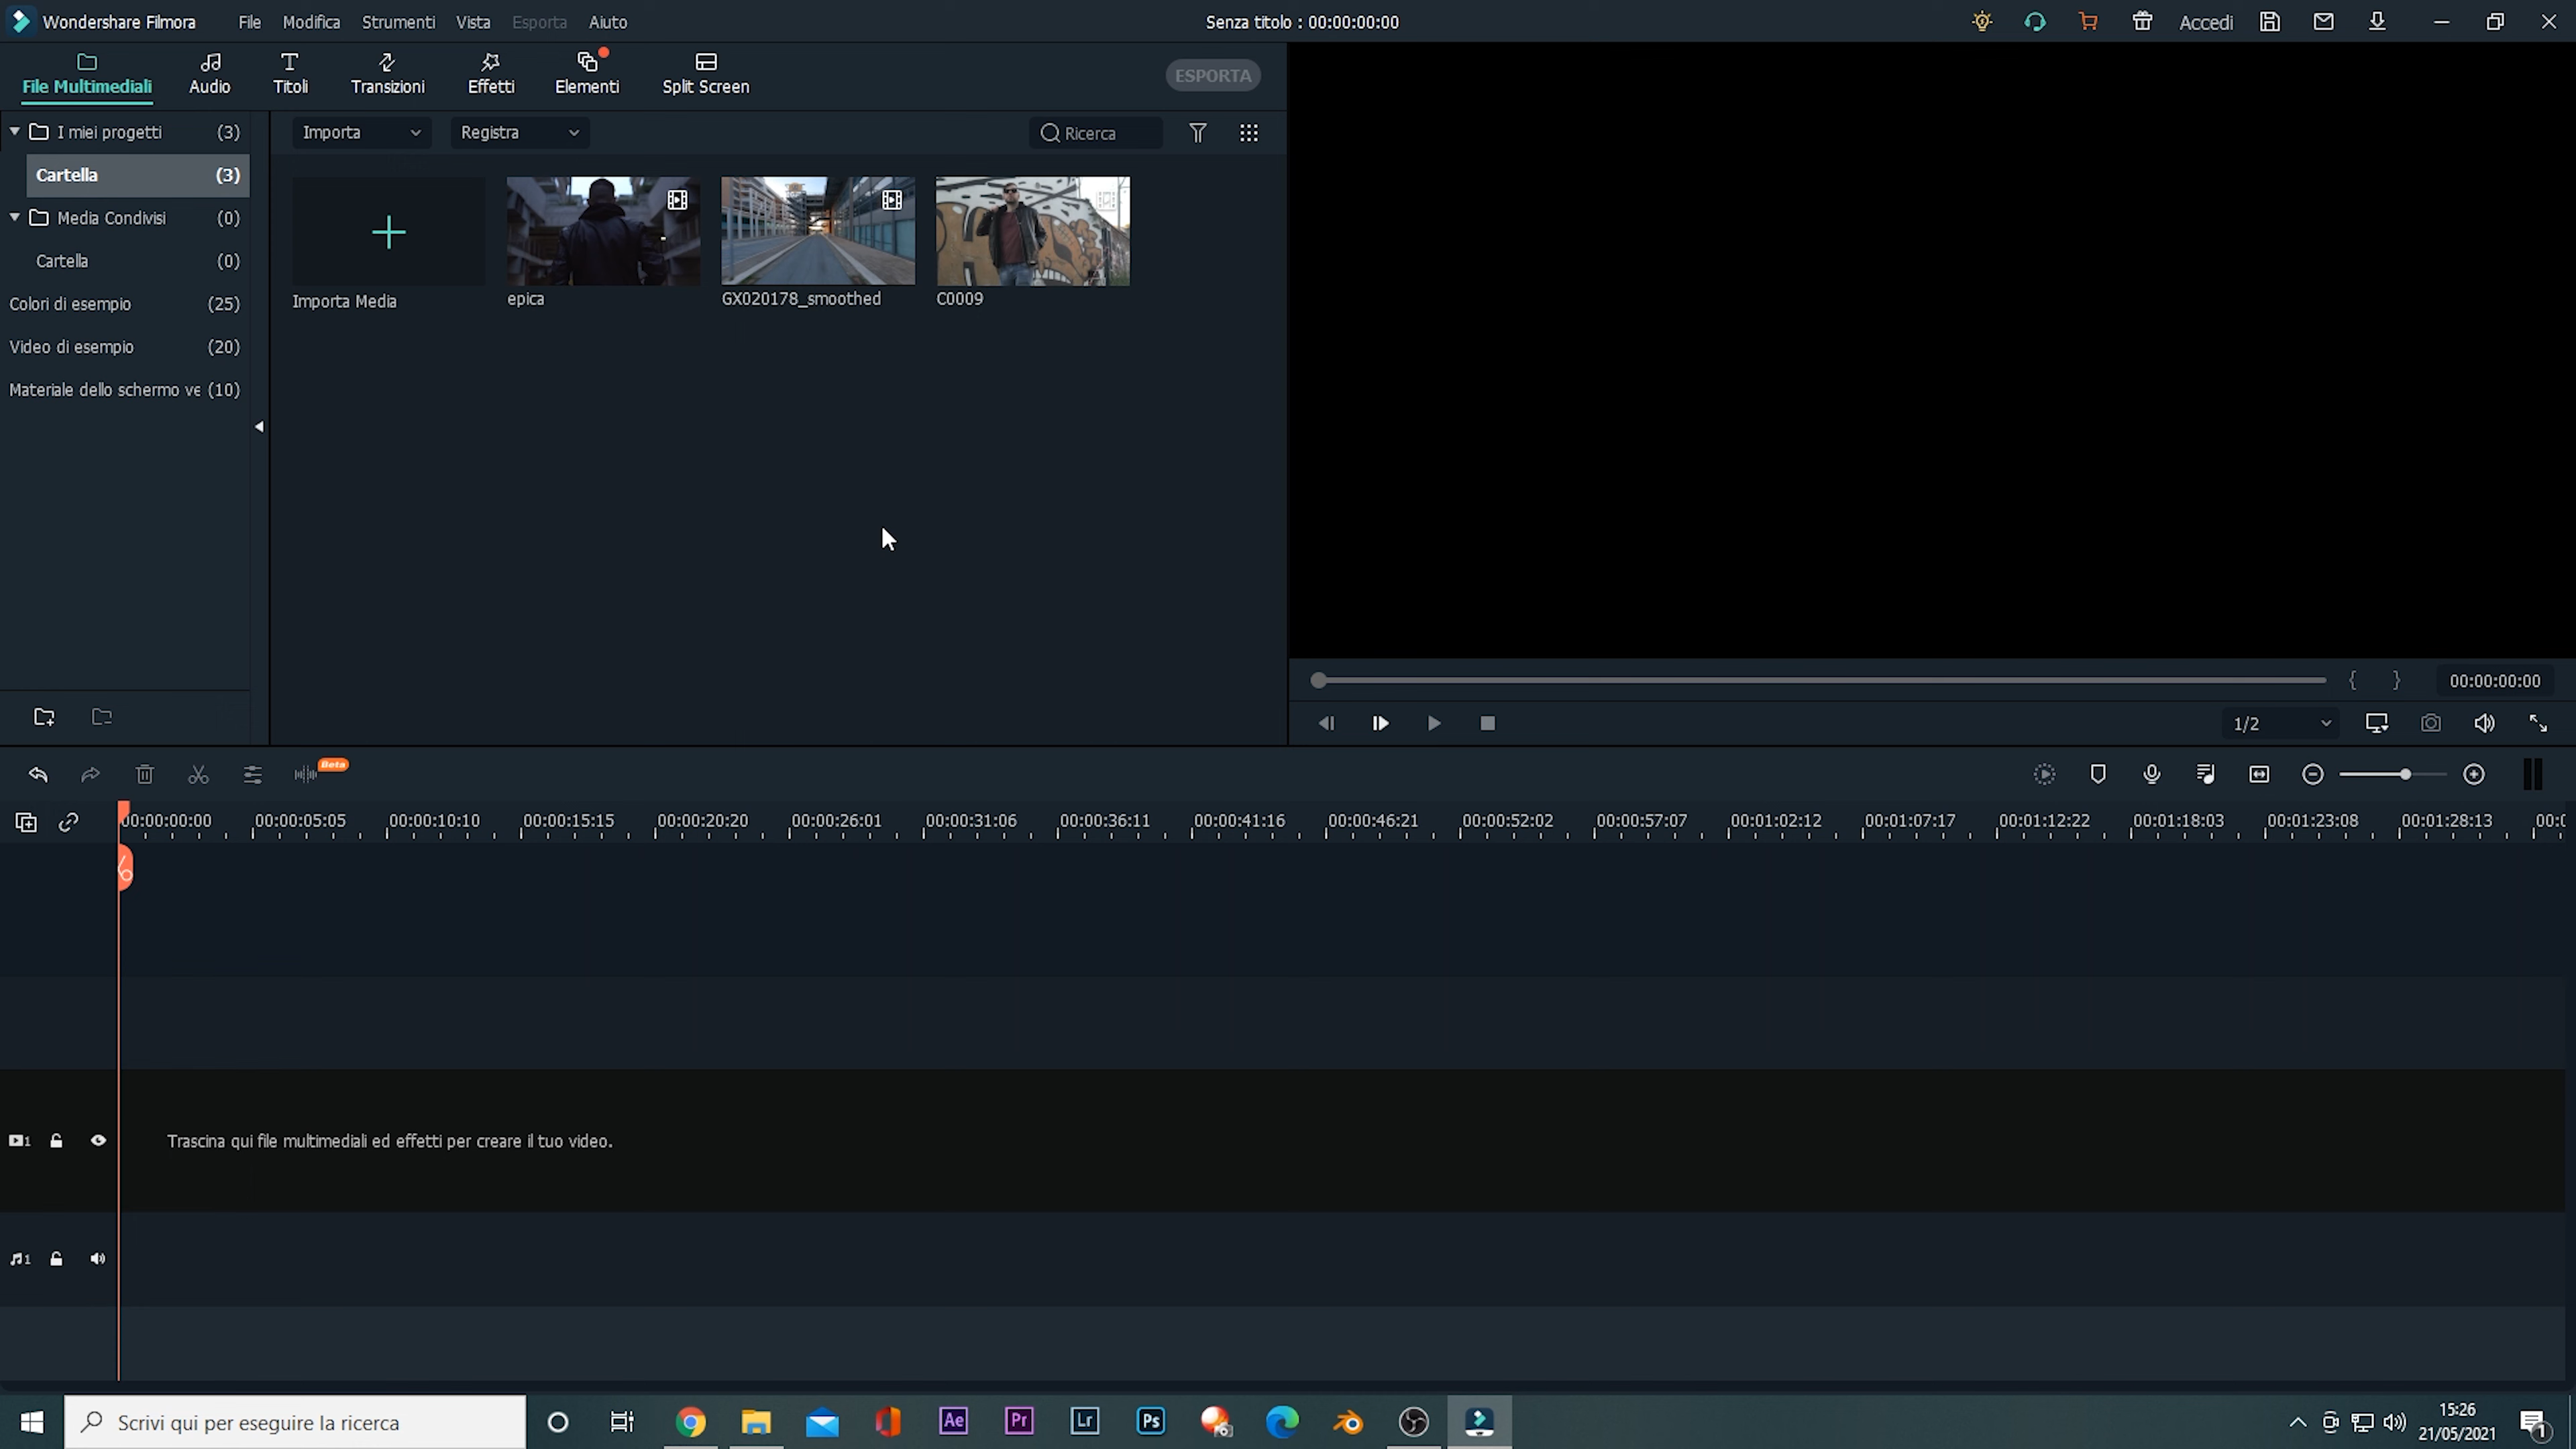 Wondershare Filmora File Modifica Strumenti Vista Esporta Aiuto Senza titolo : 00:00:00:00 Accedi
File Multimediali Audio Titoli Transizioni Effetti Elementi Split Screen ESPORTA
I miei progetti (3) Importa Registra Ricerca
Cartella (3)
Media Condivisi (0)
Cartella (0)
Colori di esempio (25)
Video di esempio (20)
Materiale dello schermo ve (10)
Importa Media epica GX020178_smoothed C0009
{ } 00:00:00:00
1/2
Beta
00:00:00:00 00:00:05:05 00:00:10:10 00:00:15:15 00:00:20:20 00:00:26:01 00:00:31:06 00:00:36:11 00:00:41:16 00:00:46:21 00:00:52:02 00:00:57:07 00:01:02:12 00:01:07:17 00:01:12:22 00:01:18:03 00:01:23:08 00:01:28:13
1 Trascina qui file multimediali ed effetti per creare il tuo video.
1
Scrivi qui per eseguire la ricerca Ae Pr Lr Ps 15:26
21/05/2021 1